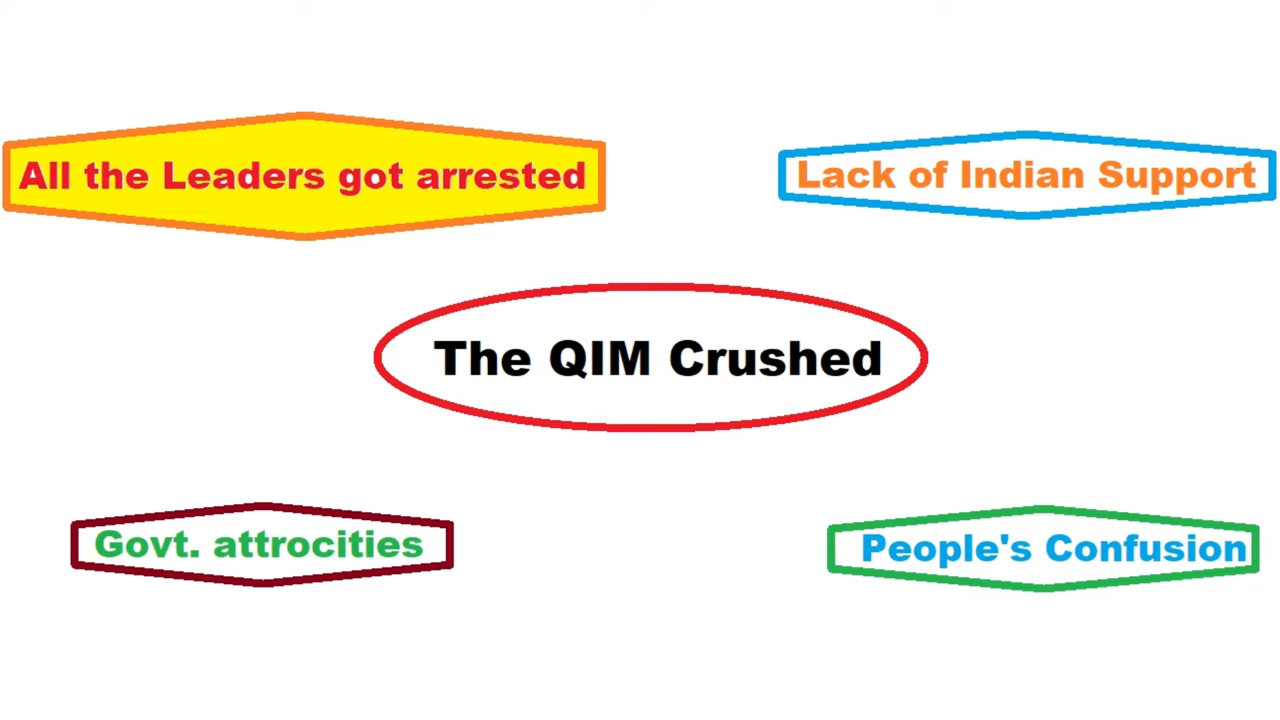 All the Leaders got arrested
Lack of Indian Support
The QIM Crushed
Govt. attrocities
People's Confusion